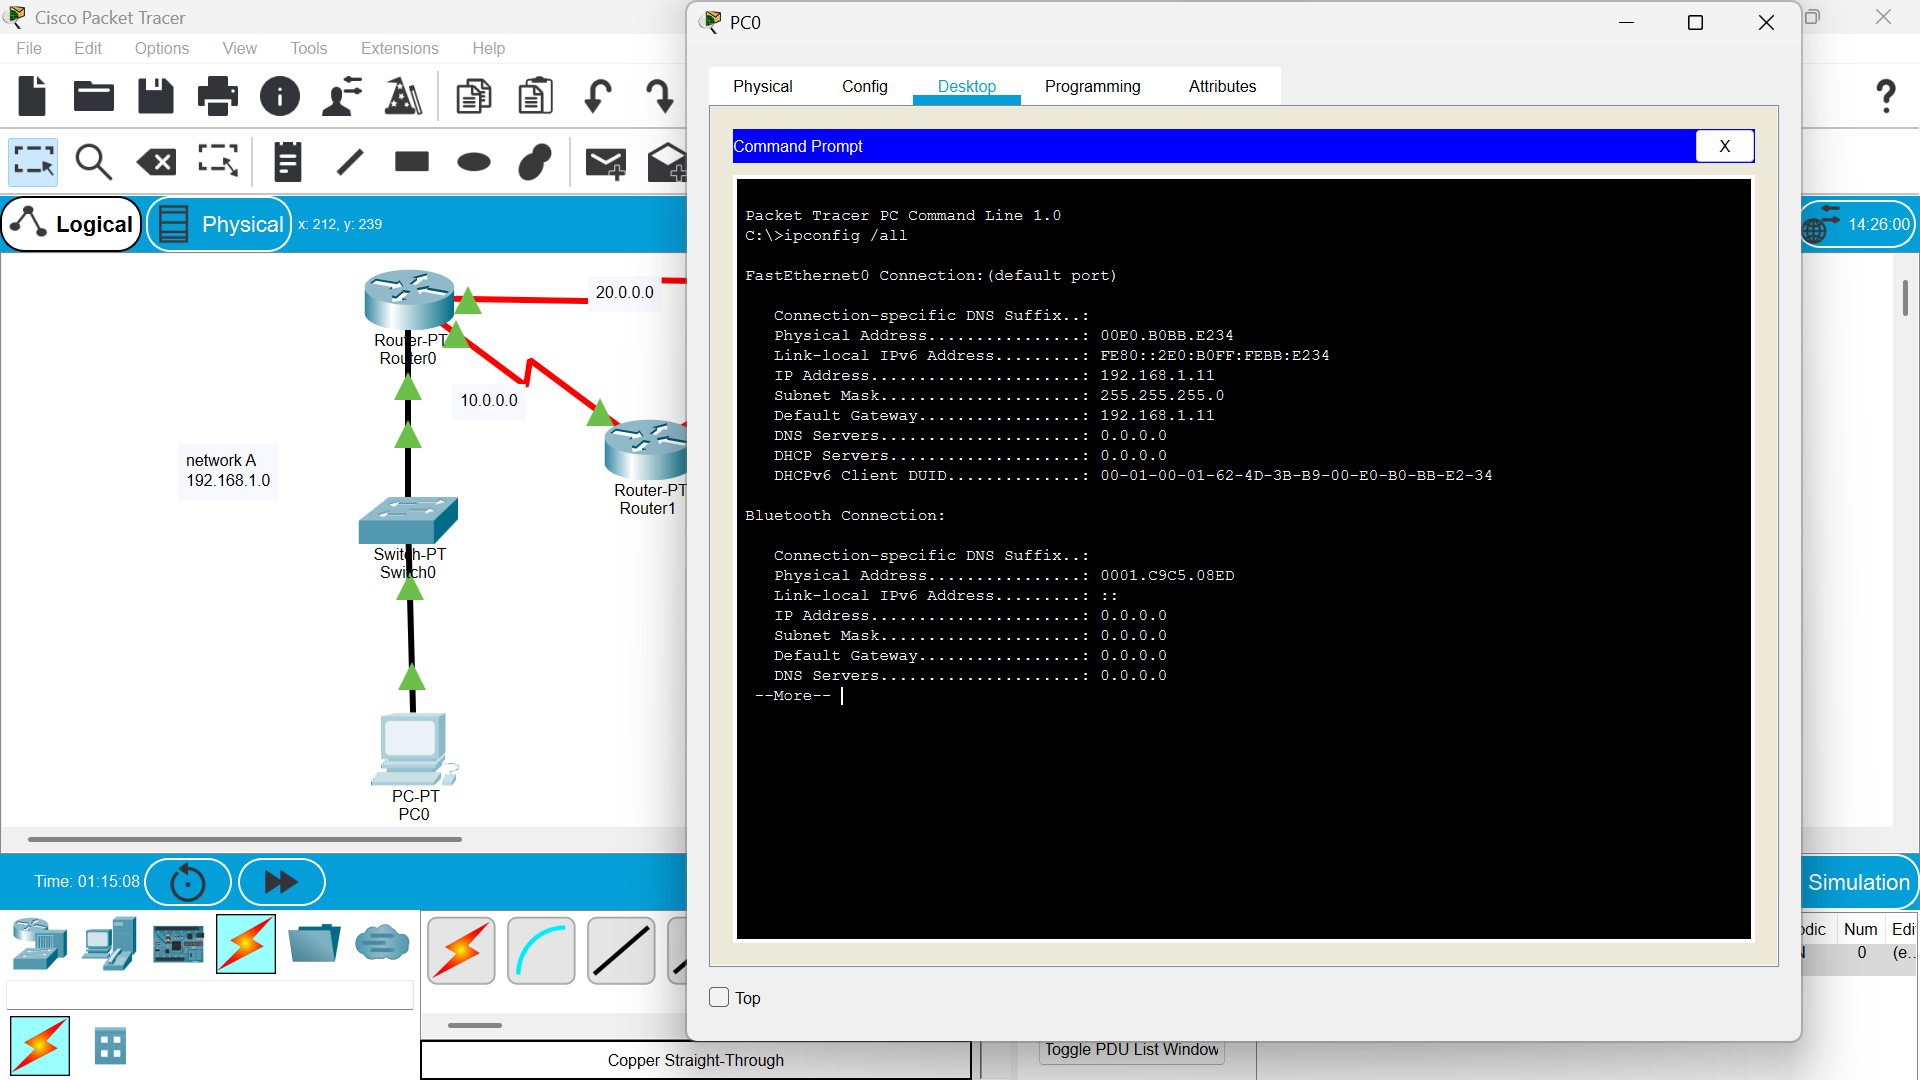 Cisco Packet Tracer
File Edit Options View Tools Extensions Help
Logical
Physical
x: 212, y: 239
14:26:00
20.0.0.0
Router-PT
Router0
10.0.0.0
network A
192.168.1.0
Router-PT
Router1
Switch-PT
Switch0
PC-PT
PC0
Time: 01:15:08
Simulation
odic Num Edi
N 0 (e..
Copper Straight-Through
Toggle PDU List Window
PC0
Physical Config Desktop Programming Attributes
Command Prompt
X
Packet Tracer PC Command Line 1.0
C:\>ipconfig /all
FastEthernet0 Connection:(default port)
Connection-specific DNS Suffix..:
Physical Address................: 00E0.B0BB.E234
Link-local IPv6 Address.........: FE80::2E0:B0FF:FEBB:E234
IP Address......................: 192.168.1.11
Subnet Mask.....................: 255.255.255.0
Default Gateway.................: 192.168.1.11
DNS Servers.....................: 0.0.0.0
DHCP Servers....................: 0.0.0.0
DHCPv6 Client DUID..............: 00-01-00-01-62-4D-3B-B9-00-E0-B0-BB-E2-34
Bluetooth Connection:
Connection-specific DNS Suffix..:
Physical Address................: 0001.C9C5.08ED
Link-local IPv6 Address.........: ::
IP Address......................: 0.0.0.0
Subnet Mask.....................: 0.0.0.0
Default Gateway.................: 0.0.0.0
DNS Servers.....................: 0.0.0.0
--More--
Top